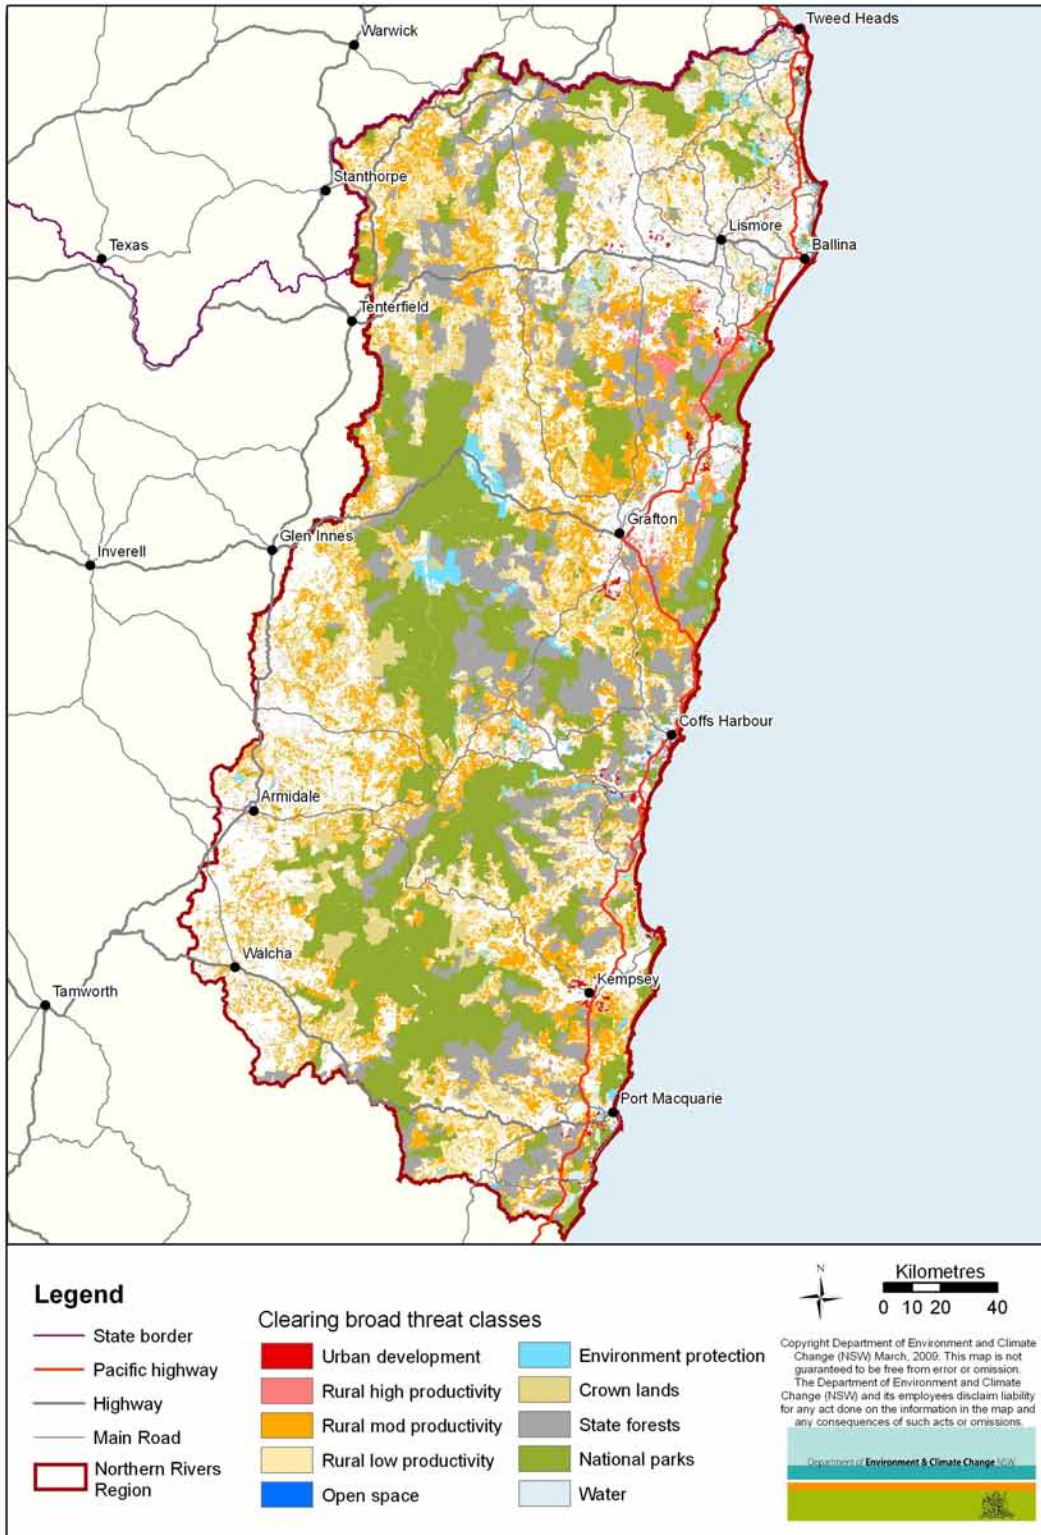 Tweed Heads
Warwick
Stanthorpe
Lismore
Texas
Ballina
Tenterfield
Grafton
Glen Innes
Inverell
Coffs Harbour
Armidale
Walcha
Kempsey
Tamworth
Port Macquarie
Legend
State border
Pacific highway
Highway
Main Road
Northern Rivers
Region
Clearing broad threat classes
Urban development
Rural high productivity
Rural mod productivity
Rural low productivity
Open space
Environment protection
Crown lands
State forests
National parks
Water
N
Kilometres
0 10 20 40
Copyright Department of Environment and Climate
Change (NSW) March, 2009. This map is not
guaranteed to be free from error or omission.
The Department of Environment and Climate
Change (NSW) and its employees disclaim liability
for any act done on the information in the map and
any consequences of such acts or omissions.
Department of Environment & Climate Change NSW